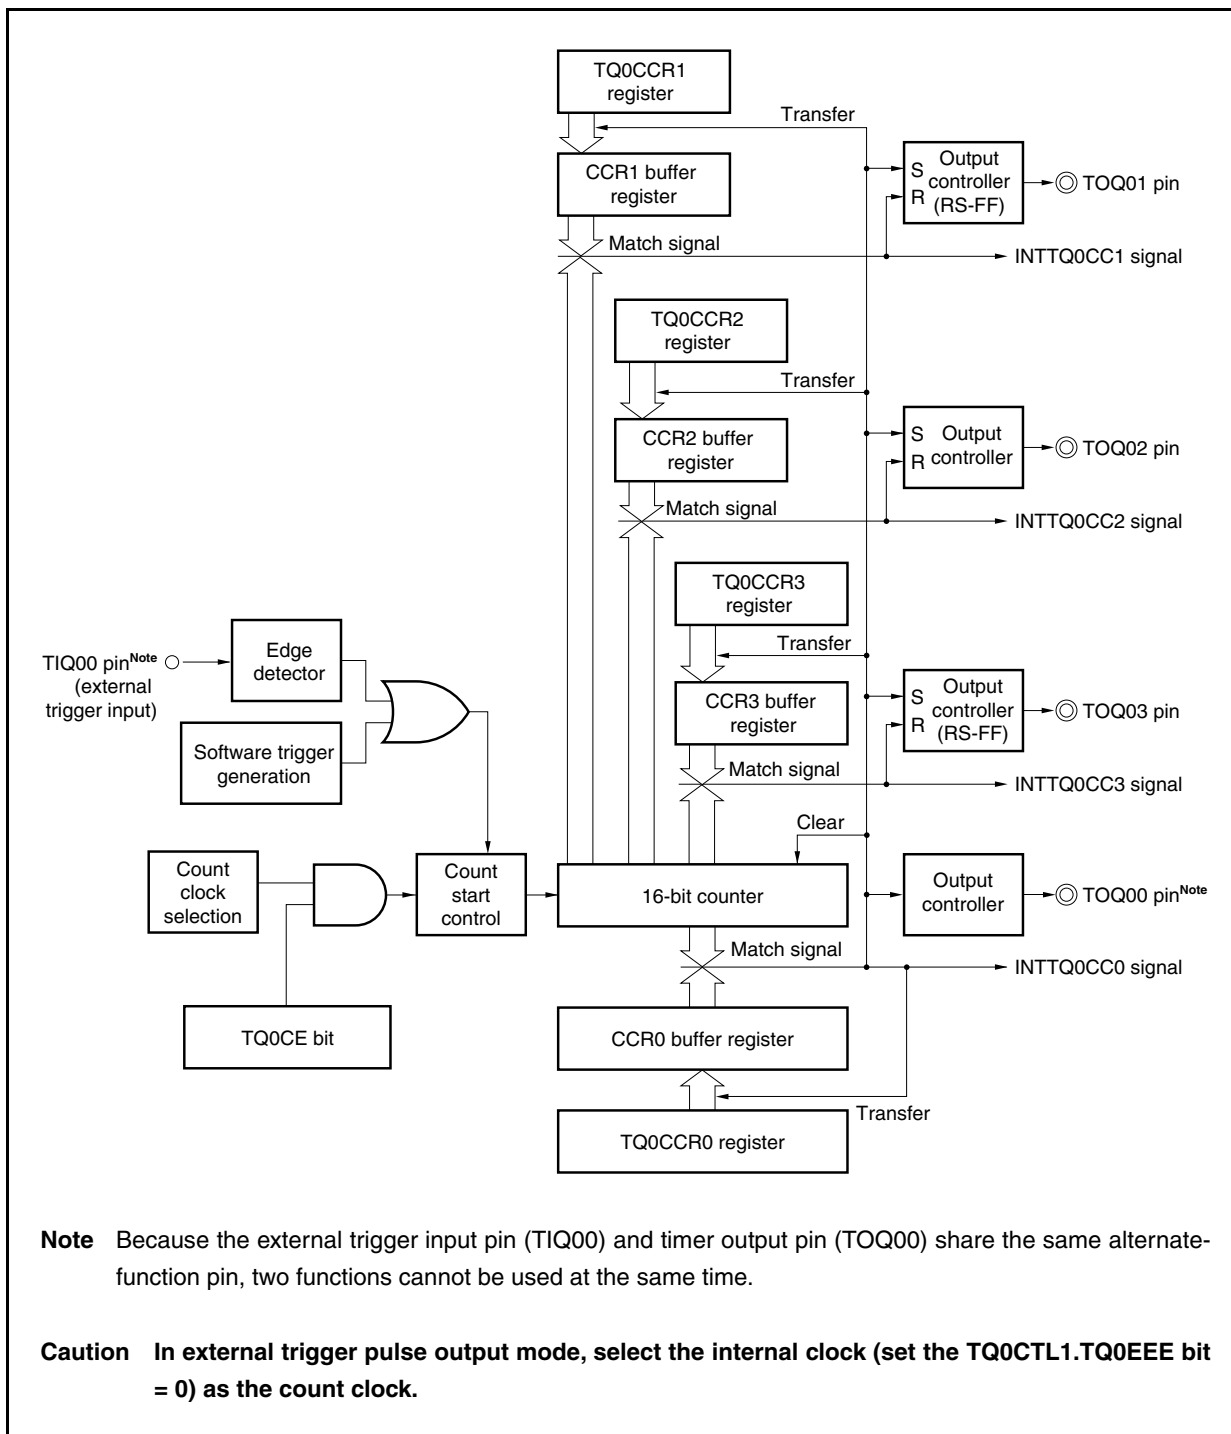 TQ0CCR1
register
Transfer
CCR1 buffer
register
S
R
Output
controller
(RS-FF)
TOQ01 pin
Match signal
INTTQ0CC1 signal
TQ0CCR2
register
Transfer
CCR2 buffer
register
S
R
Output
controller
TOQ02 pin
Match signal
INTTQ0CC2 signal
TQ0CCR3
register
Transfer
TIQ00 pinNote
(external
trigger input)
Edge
detector
CCR3 buffer
register
S
R
Output
controller
(RS-FF)
TOQ03 pin
Software trigger
generation
Match signal
INTTQ0CC3 signal
Clear
Count
clock
selection
Count
start
control
16-bit counter
Output
controller
TOQ00 pinNote
Match signal
INTTQ0CC0 signal
TQ0CE bit
CCR0 buffer register
Transfer
TQ0CCR0 register
Note Because the external trigger input pin (TIQ00) and timer output pin (TOQ00) share the same alternate-
function pin, two functions cannot be used at the same time.
Caution In external trigger pulse output mode, select the internal clock (set the TQ0CTL1.TQ0EEE bit
= 0) as the count clock.